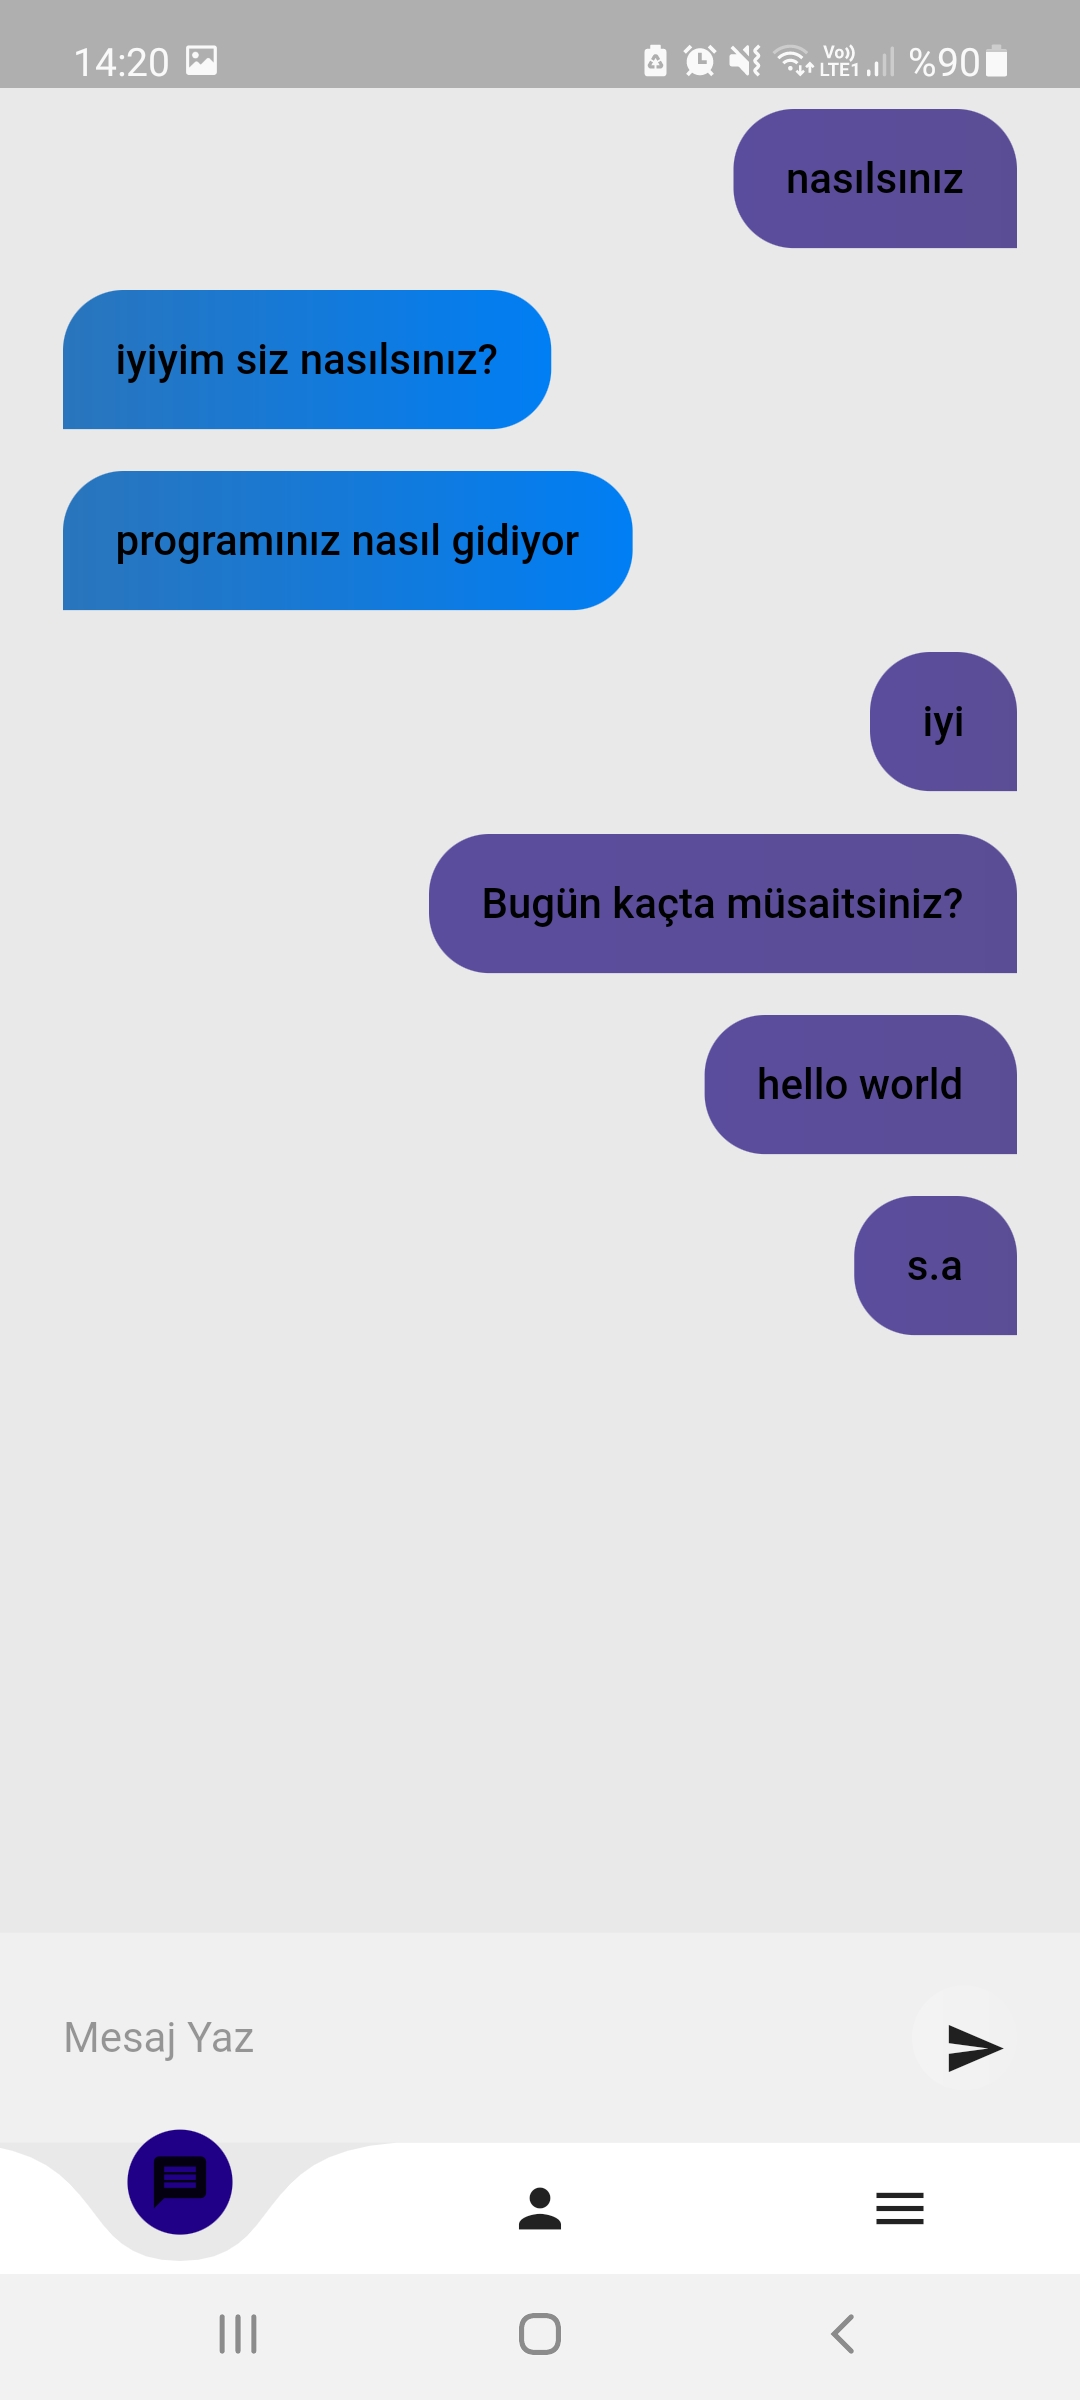 14:20
Vo)) LTE1 %90
nasılsınız
iyiyim siz nasılsınız?
programınız nasıl gidiyor
iyi
Bugün kaçta müsaitsiniz?
hello world
s.a
Mesaj Yaz